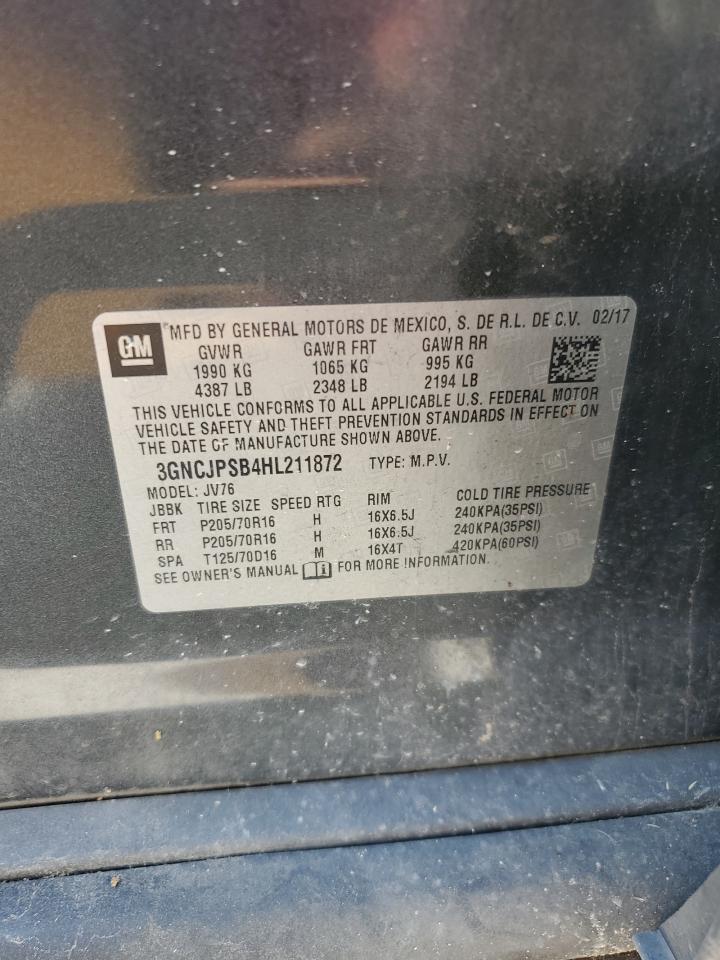 GM MFD BY GENERAL MOTORS DE MEXICO, S. DE R.L. DE C.V. 02/17
GVWR GAWR FRT GAWR RR
1990 KG 1065 KG 995 KG
4387 LB 2348 LB 2194 LB
THIS VEHICLE CONFORMS TO ALL APPLICABLE U.S. FEDERAL MOTOR
VEHICLE SAFETY AND THEFT PREVENTION STANDARDS IN EFFECT ON
THE DATE OF MANUFACTURE SHOWN ABOVE.
3GNCJPSB4HL211872 TYPE: M.P.V.
MODEL: JV76
JBBK TIRE SIZE SPEED RTG RIM COLD TIRE PRESSURE
FRT P205/70R16 H 16X6.5J 240KPA(35PSI)
RR P205/70R16 H 16X6.5J 240KPA(35PSI)
SPA T125/70D16 M 16X4T 420KPA(60PSI)
SEE OWNER'S MANUAL FOR MORE INFORMATION.